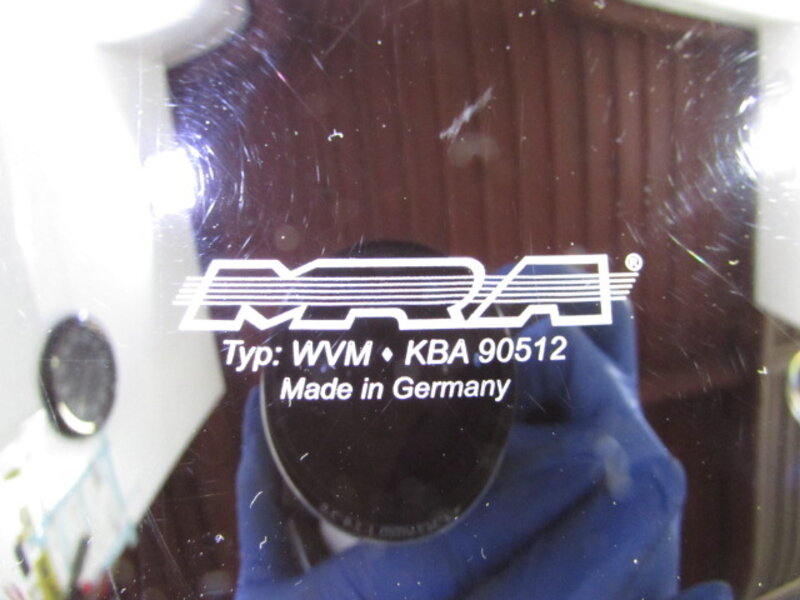 MRA®
Typ: WVM ♦ KBA 90512
Made in Germany